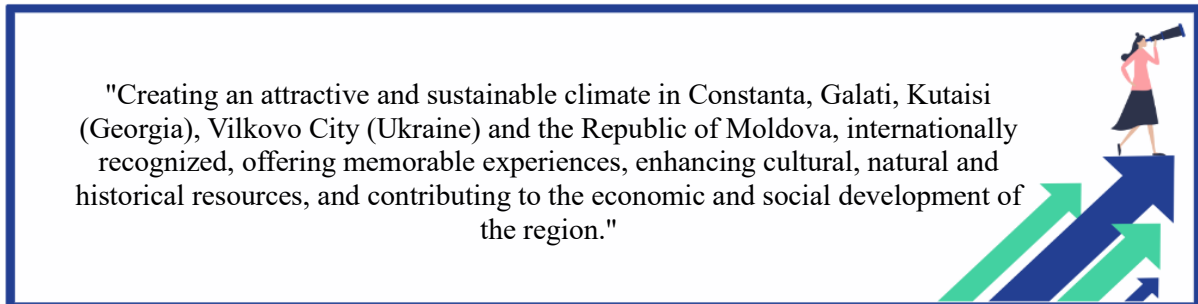 "Creating an attractive and sustainable climate in Constanta, Galati, Kutaisi
(Georgia), Vilkovo City (Ukraine) and the Republic of Moldova, internationally
recognized, offering memorable experiences, enhancing cultural, natural and
historical resources, and contributing to the economic and social development of
the region."